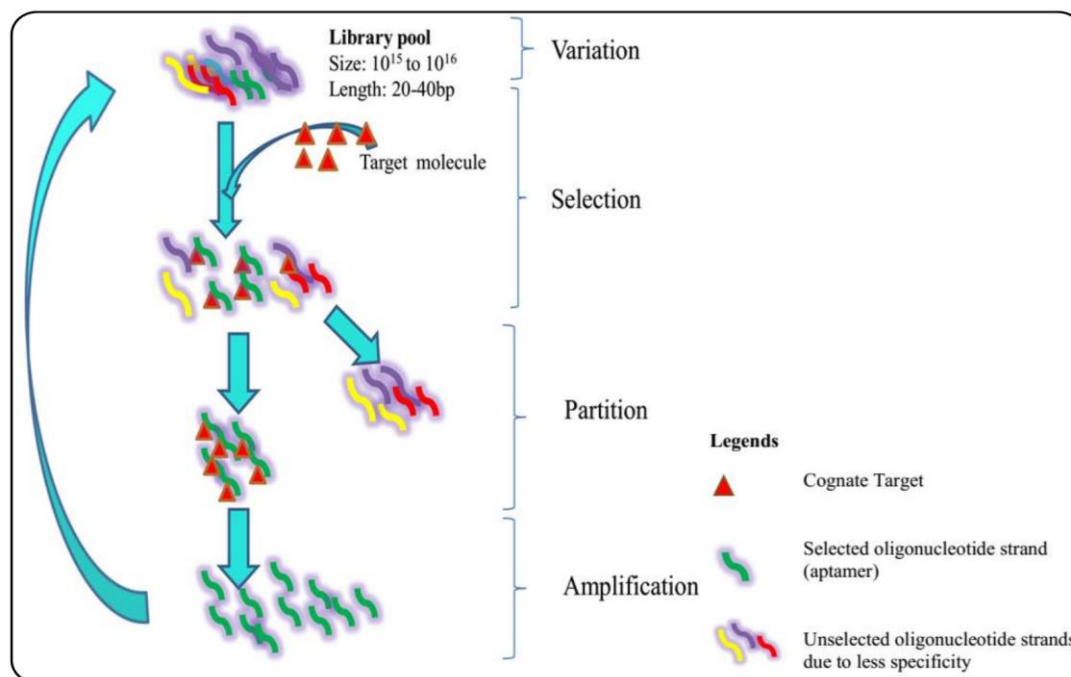 Library pool
Size: 10¹⁵ to 10¹⁶
Length: 20-40bp
Variation
Target molecule
Selection
Partition
Legends
Cognate Target
Selected oligonucleotide strand
(aptamer)
Amplification
Unselected oligonucleotide strands
due to less specificity